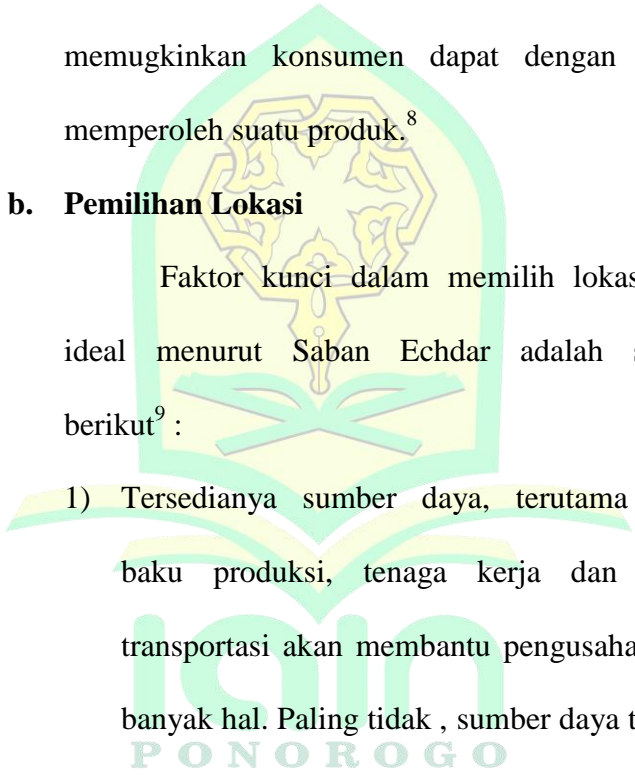 memugkinkan konsumen dapat dengan
memperoleh suatu produk.8
b. Pemilihan Lokasi
Faktor kunci dalam memilih
ideal menurut Saban Echdar adalah
berikut9 :
1) Tersedianya sumber daya, terutama
baku produksi, tenaga kerja dan
transportasi akan membantu pengusaha
banyak hal. Paling tidak , sumber daya
iain
PONOROGO